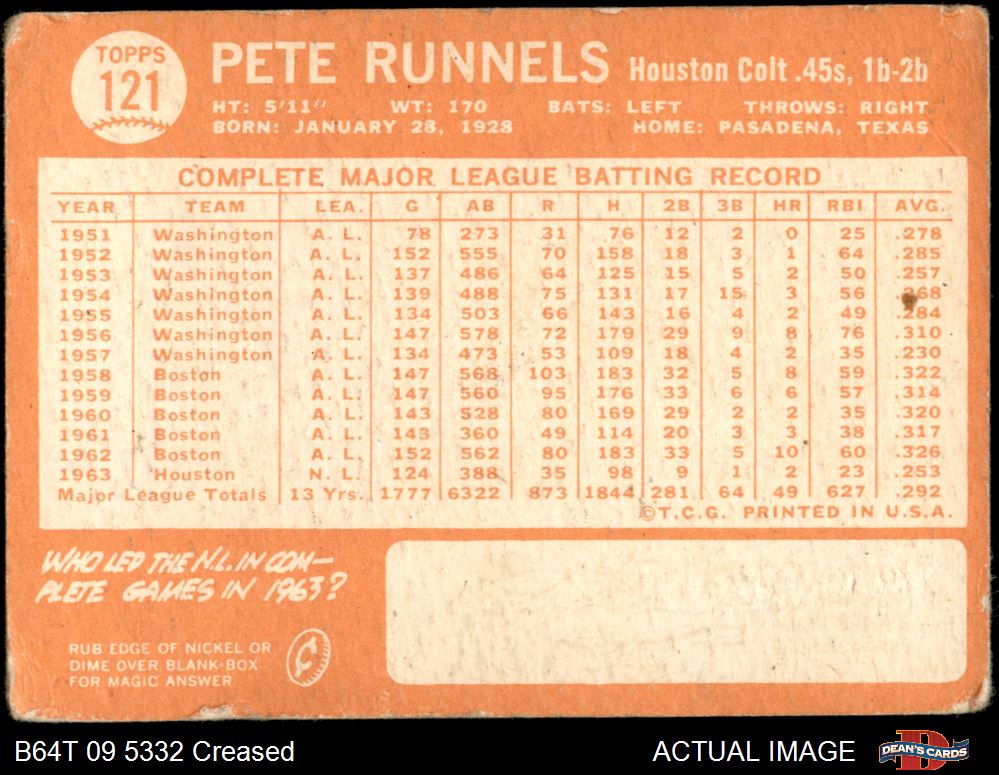 TOPPS
121
PETE RUNNELS Houston Colt .45s, 1b-2b
HT: 5'11" WT: 170 BATS: LEFT THROWS: RIGHT
BORN: JANUARY 28, 1928 HOME: PASADENA, TEXAS
COMPLETE MAJOR LEAGUE BATTING RECORD
YEAR TEAM LEA. G AB R H 2B 3B HR RBI AVG.
1951 Washington A. L. 78 273 31 76 12 2 0 25 .278
1952 Washington A. L. 152 555 70 158 18 3 1 64 .285
1953 Washington A. L. 137 486 64 125 15 5 2 50 .257
1954 Washington A. L. 139 488 75 131 17 15 3 56 .268
1955 Washington A. L. 134 503 66 143 16 4 2 49 .284
1956 Washington A. L. 147 578 72 179 29 9 8 76 .310
1957 Washington A. L. 134 473 53 109 18 4 2 35 .230
1958 Boston A. L. 147 568 103 183 32 5 8 59 .322
1959 Boston A. L. 147 560 95 176 33 6 6 57 .314
1960 Boston A. L. 143 528 80 169 29 2 2 35 .320
1961 Boston A. L. 143 360 49 114 20 3 3 38 .317
1962 Boston A. L. 152 562 80 183 33 5 10 60 .326
1963 Houston N. L. 124 388 35 98 9 1 2 23 .253
Major League Totals 13 Yrs. 1777 6322 873 1844 281 64 49 627 .292
©T.C.G. PRINTED IN U.S.A.
WHO LED THE N.L. IN COM-
PLETE GAMES IN 1963?
RUB EDGE OF NICKEL OR
DIME OVER BLANK BOX
FOR MAGIC ANSWER
B64T 09 5332 Creased ACTUAL IMAGE DEAN'S CARDS